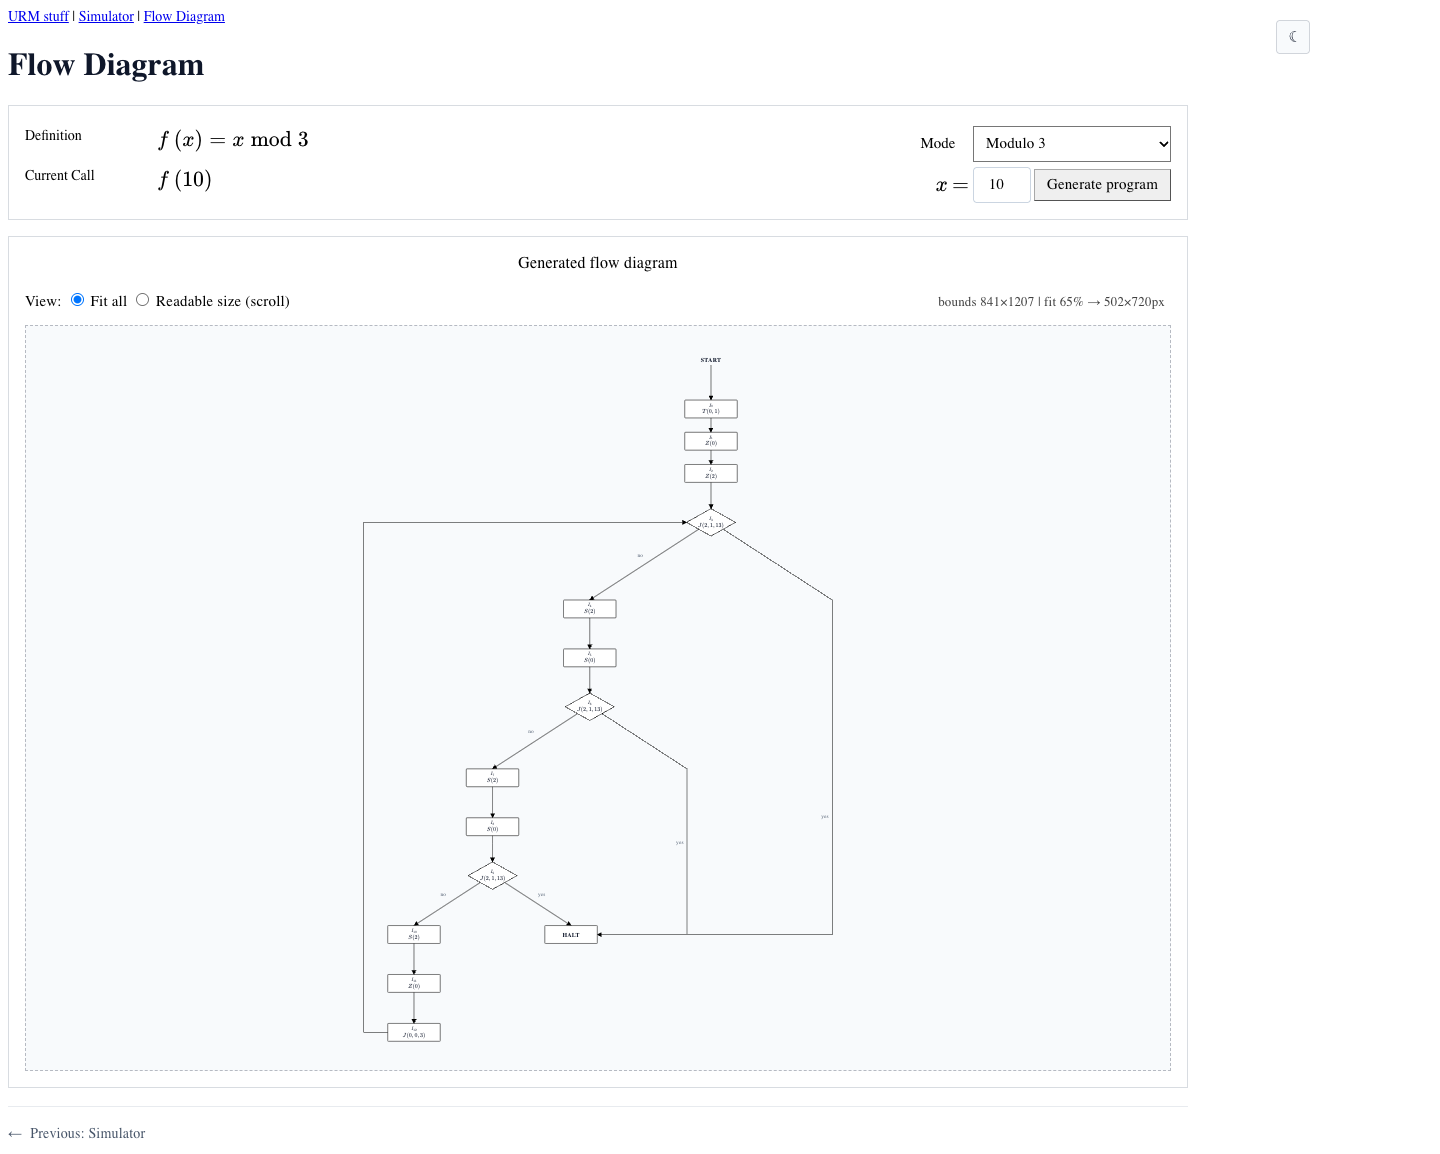 URM stuff | Simulator | Flow Diagram
☾
Flow Diagram
Definition
f (x) = x mod 3
Mode
Modulo 3
Current Call
f (10)
x =
10
Generate program
Generated flow diagram
View:
Fit all
Readable size (scroll)
bounds 841×1207 | fit 65% → 502×720px
START
T(0, 1)
Z(0)
Z(2)
J(2, 1, 13)
no
S(2)
S(0)
J(2, 1, 13)
no
S(2)
yes
S(0)
yes
J(2, 1, 13)
no
yes
S(2)
HALT
Z(0)
J(0, 0, 3)
← Previous: Simulator